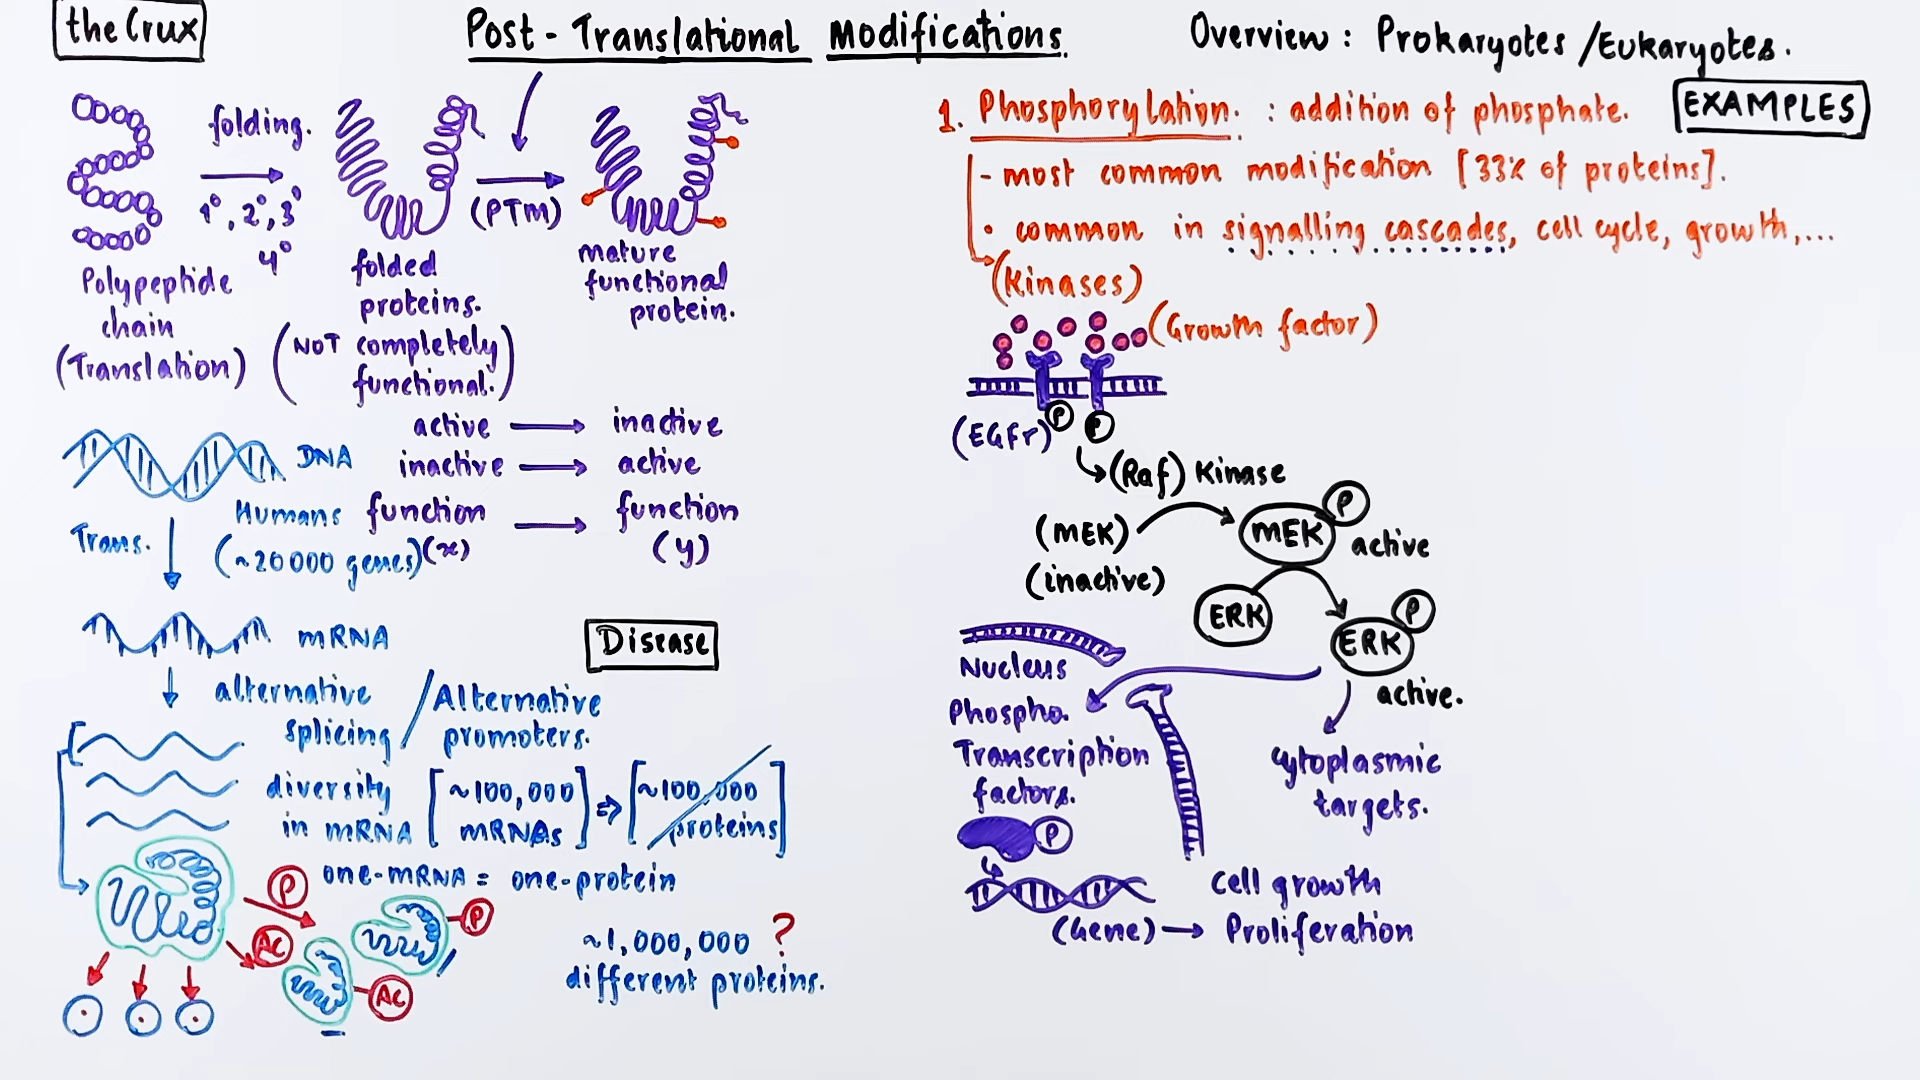 the Crux
Post - Translational Modifications
Overview : Prokaryotes / Eukaryotes.
folding.
1°, 2°, 3°
4°
(PTM)
Polypeptide
chain
(Translation)
folded
proteins.
(NOT completely
functional.)
mature
functional
protein.
active → inactive
inactive → active
function → function
(x) (y)
DNA
Trans.
Humans
(~20000 genes)
mRNA
Disease
alternative
splicing
/ Alternative
promoters.
diversity
in mRNA
[~100,000
mRNAs]
⇒
[~100,000
proteins]
one-mRNA = one-protein
P
AC
P
AC
~1,000,000 ?
different proteins.
1. Phosphorylation. : addition of phosphate.
EXAMPLES
- most common modification [33% of proteins].
• common in signalling cascades, cell cycle, growth,...
(Kinases)
(Growth factor)
(EGFr)
P
P
(Raf) Kinase
(MEK)
(inactive)
MEK
P
active
ERK
ERK
P
active.
Nucleus
Phospho.
Transcription
factors.
P
cytoplasmic
targets.
(Gene) →
Cell growth
Proliferation